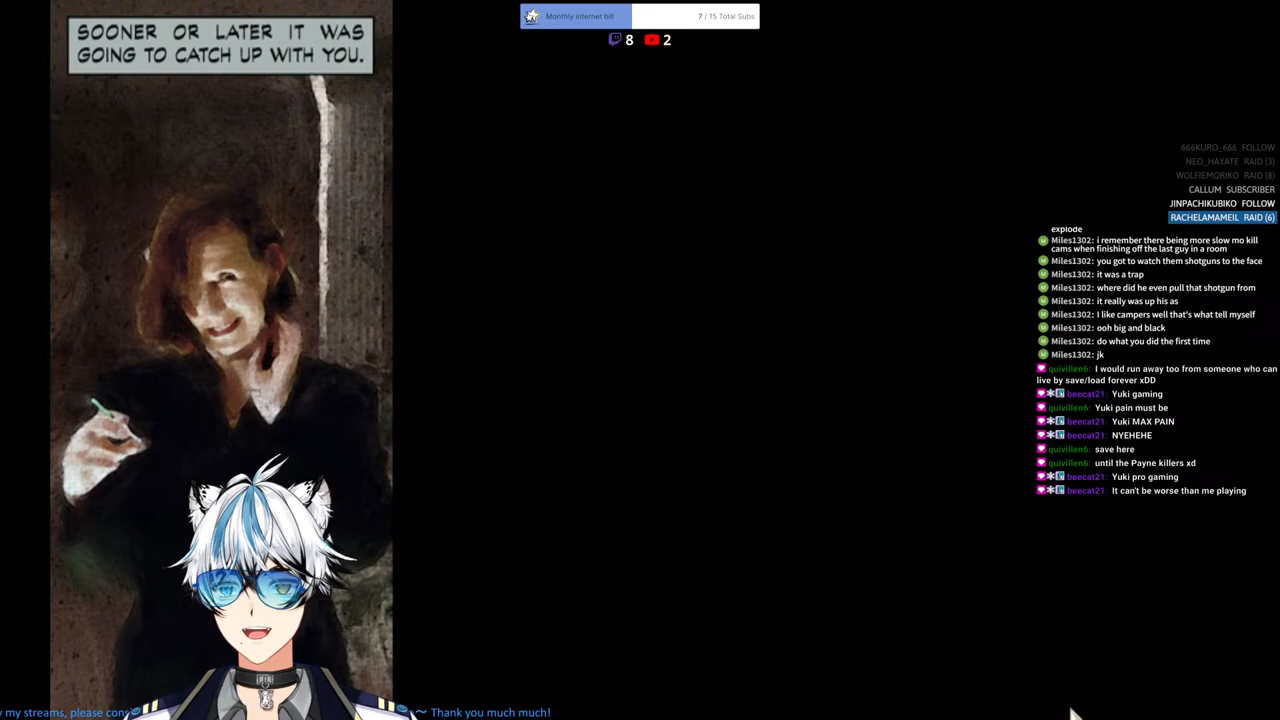 SOONER OR LATER IT WAS
GOING TO CATCH UP WITH YOU.
Monthly internet bill
7 / 15 Total Subs
8
2
666KURO_666 FOLLOW
NEO_HAYATE RAID (3)
WOLFIEMORIKO RAID (8)
CALLUM SUBSCRIBER
JINPACHIKUBIKO FOLLOW
RACHELAMAMEIL RAID (6)
explode
Miles1302: i remember there being more slow mo kill
cams when finishing off the last guy in a room
Miles1302: you got to watch them shotguns to the face
Miles1302: it was a trap
Miles1302: where did he even pull that shotgun from
Miles1302: it really was up his as
Miles1302: I like campers well that's what tell myself
Miles1302: ooh big and black
Miles1302: do what you did the first time
Miles1302: jk
quivillen6: I would run away too from someone who can
live by save/load forever xDD
beecat21: Yuki gaming
quivillen6: Yuki pain must be
beecat21: Yuki MAX PAIN
beecat21: NYEHEHE
quivillen6: save here
quivillen6: until the Payne killers xd
beecat21: Yuki pro gaming
beecat21: It can't be worse than me playing
y my streams, please cons
~ Thank you much much!